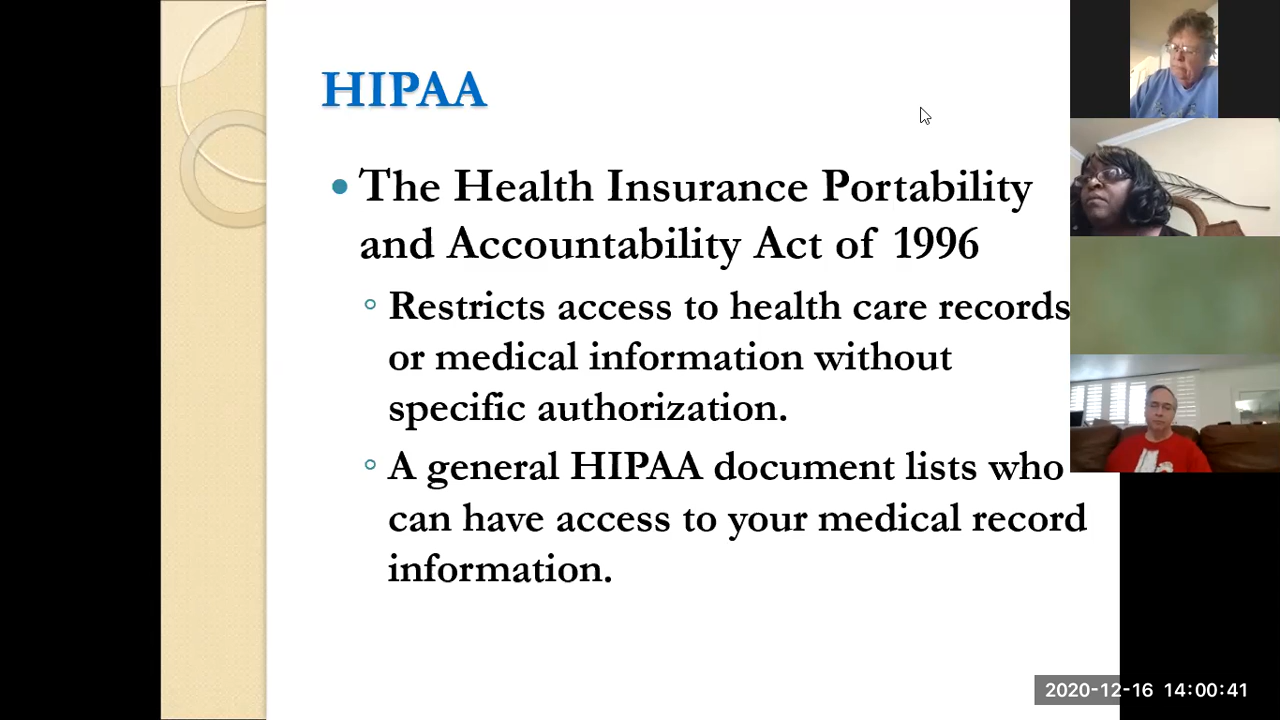 HIPAA
The Health Insurance Portability
and Accountability Act of 1996
Restricts access to health care records
or medical information without
specific authorization.
A general HIPAA document lists who
can have access to your medical record
information.
2020-12-16 14:00:41